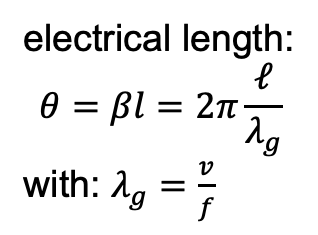 electrical length:
θ = βl = 2π ℓ/λg
with: λg = v/f